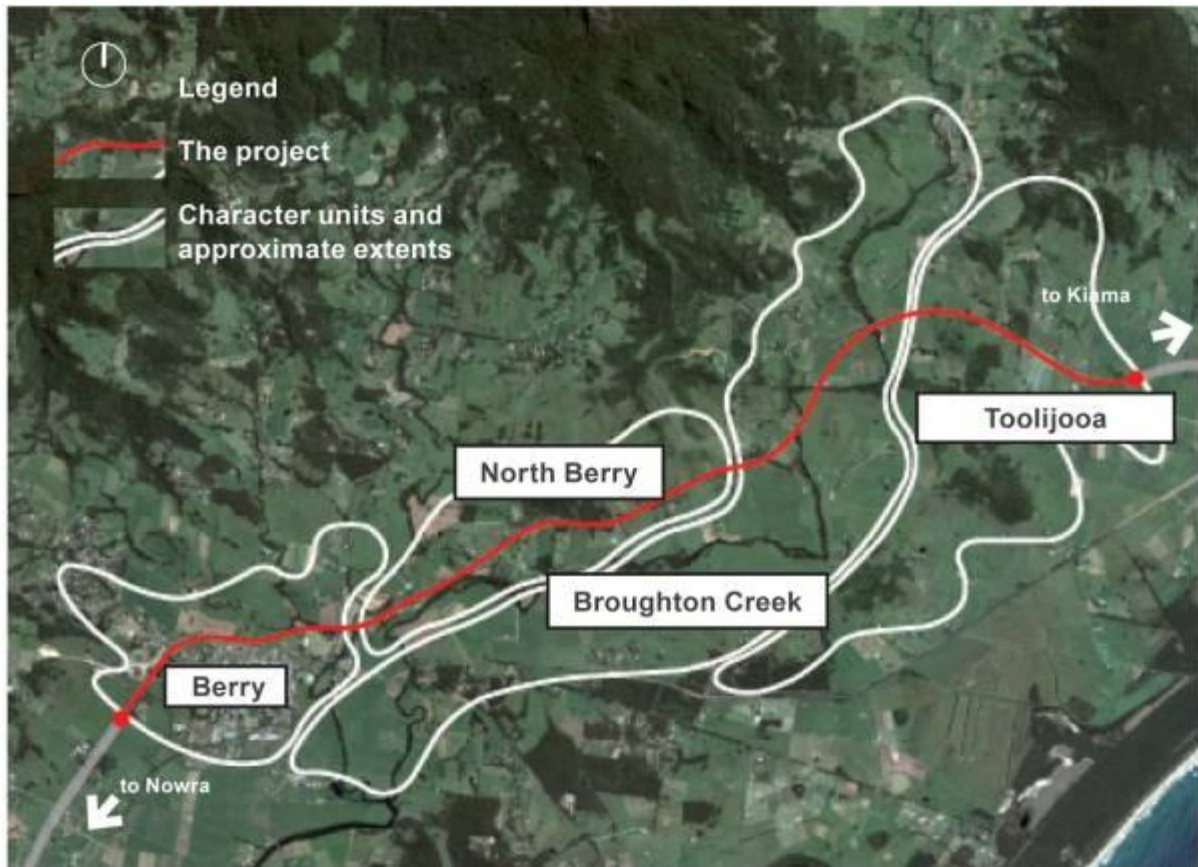 Legend
The project
Character units and
approximate extents
to Kiama
Toolijooa
North Berry
Broughton Creek
Berry
to Nowra